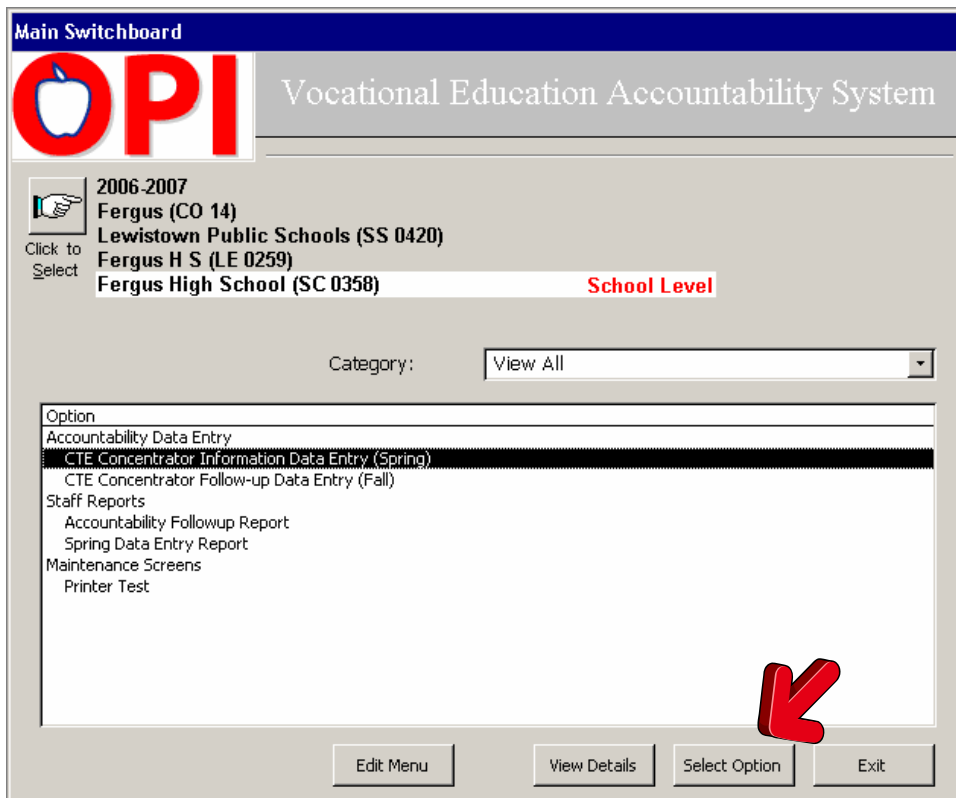 Main Switchboard
OPI
Vocational Education Accountability System
2006-2007
Fergus (CO 14)
Lewistown Public Schools (SS 0420)
Fergus H S (LE 0259)
Fergus High School (SC 0358) School Level
Click to
Select
Category: View All
Option
Accountability Data Entry
CTE Concentrator Information Data Entry (Spring)
CTE Concentrator Follow-up Data Entry (Fall)
Staff Reports
Accountability Followup Report
Spring Data Entry Report
Maintenance Screens
Printer Test
Edit Menu View Details Select Option Exit